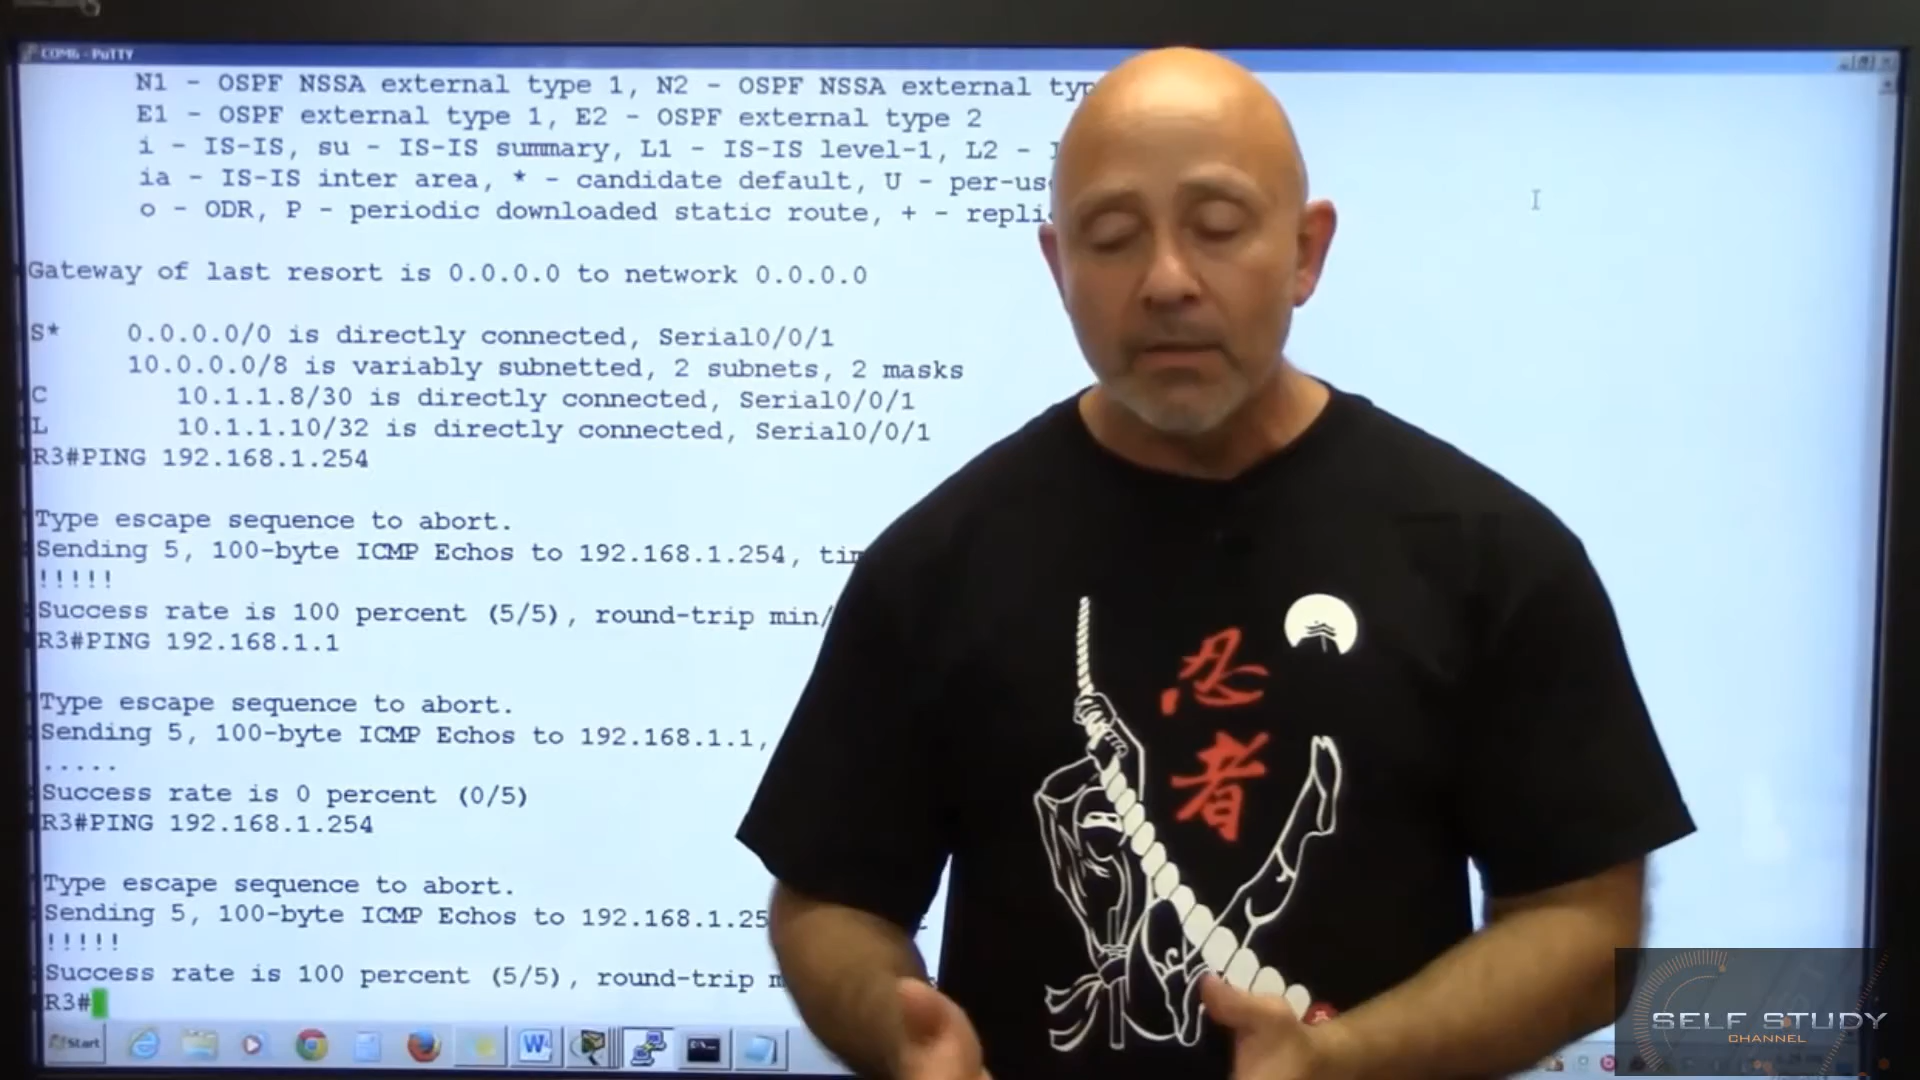 COM6 - PuTTY
N1 - OSPF NSSA external type 1, N2 - OSPF NSSA external
E1 - OSPF external type 1, E2 - OSPF external type 2
i - IS-IS, su - IS-IS summary, L1 - IS-IS level-1, L2 -
ia - IS-IS inter area, * - candidate default, U -
o - ODR, P - periodic downloaded static route, + -
Gateway of last resort is 0.0.0.0 to network 0.0.0.0
S* 0.0.0.0/0 is directly connected, Serial0/0/1
10.0.0.0/8 is variably subnetted, 2 subnets, 2 masks
C 10.1.1.8/30 is directly connected, Serial0/0/1
L 10.1.1.10/32 is directly connected, Serial0/0/1
R3#PING 192.168.1.254
Type escape sequence to abort.
Sending 5, 100-byte ICMP Echos to 192.168.1.254,
!!!!!
Success rate is 100 percent (5/5), round-trip min/
R3#PING 192.168.1.1
Type escape sequence to abort.
Sending 5, 100-byte ICMP Echos to 192.168.1.1,
.....
Success rate is 0 percent (0/5)
R3#PING 192.168.1.254
Type escape sequence to abort.
Sending 5, 100-byte ICMP Echos to 192.168.1.25
!!!!!
Success rate is 100 percent (5/5), round-trip
R3#
Start
忍者
SELF STUDY
CHANNEL